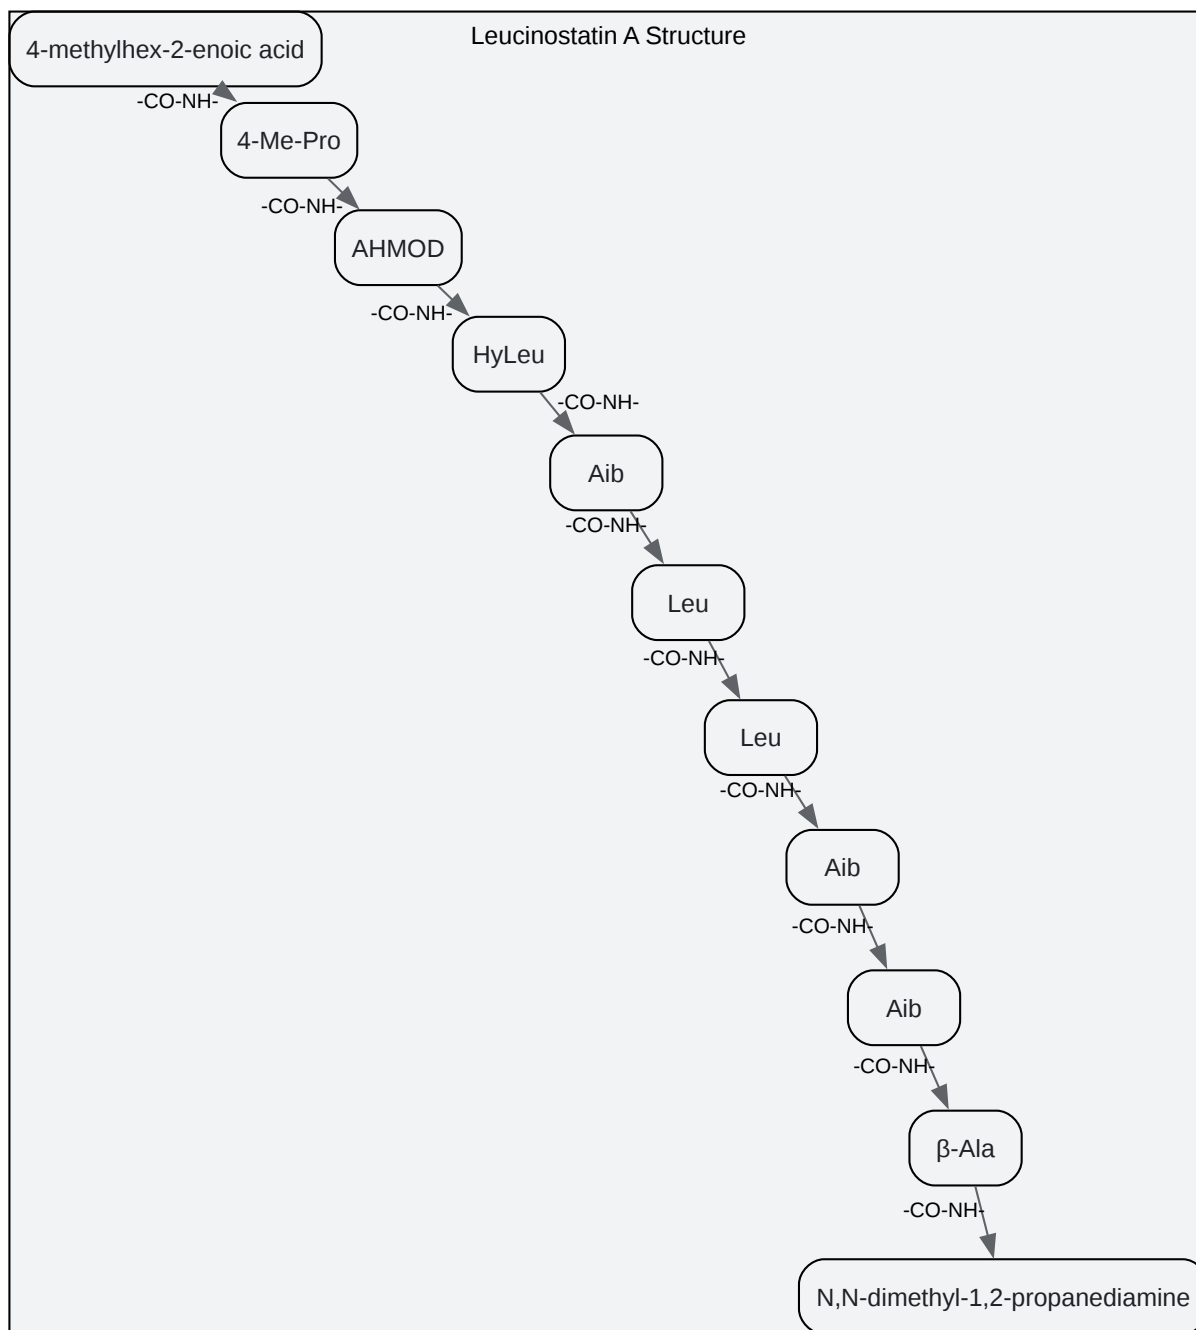 Leucinostatin A Structure
4-methylhex-2-enoic acid
-CO-NH-
4-Me-Pro
-CO-NH-
AHMOD
-CO-NH-
HyLeu
-CO-NH-
Aib
-CO-NH-
Leu
-CO-NH-
Leu
-CO-NH-
Aib
-CO-NH-
Aib
-CO-NH-
β-Ala
-CO-NH-
N,N-dimethyl-1,2-propanediamine